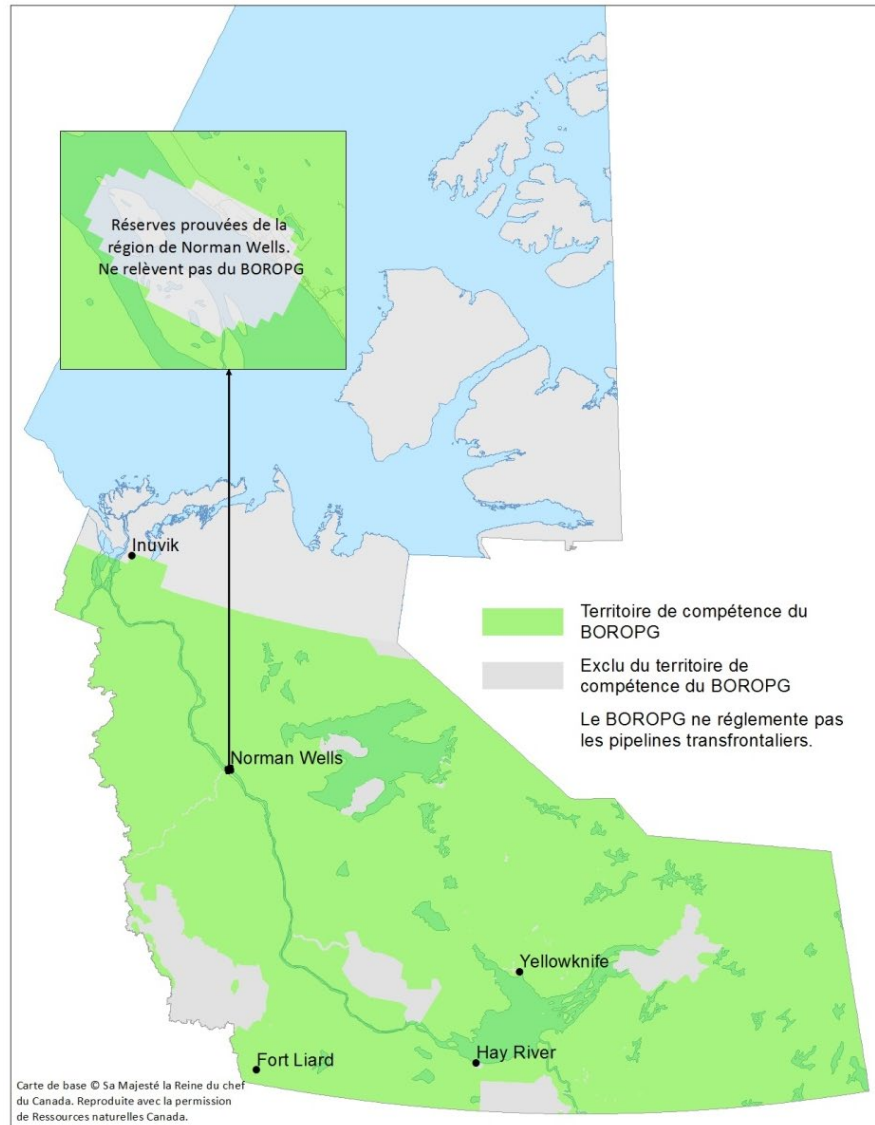 Réserves prouvées de la
région de Norman Wells.
Ne relèvent pas du BOROPG
Inuvik
Territoire de compétence du
BOROPG
Exclu du territoire de
compétence du BOROPG
Le BOROPG ne réglemente pas
les pipelines transfrontaliers.
Norman Wells
Yellowknife
Hay River
Fort Liard
Carte de base © Sa Majesté la Reine du chef
du Canada. Reproduite avec la permission
de Ressources naturelles Canada.